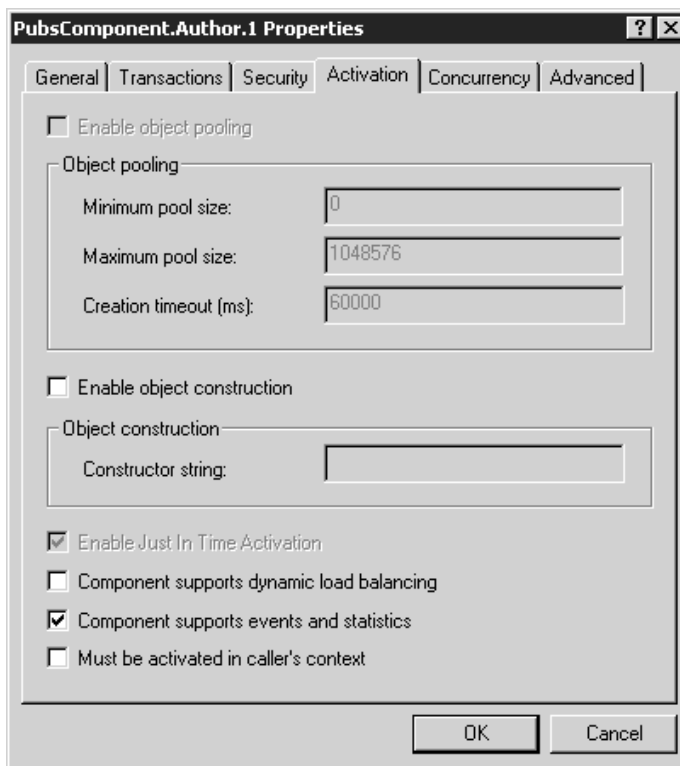 PubsComponent.Author.1 Properties
General Transactions Security Activation Concurrency Advanced
Enable object pooling
Object pooling
Minimum pool size: 0
Maximum pool size: 1048576
Creation timeout (ms): 60000
Enable object construction
Object construction
Constructor string:
Enable Just In Time Activation
Component supports dynamic load balancing
Component supports events and statistics
Must be activated in caller's context
OK Cancel